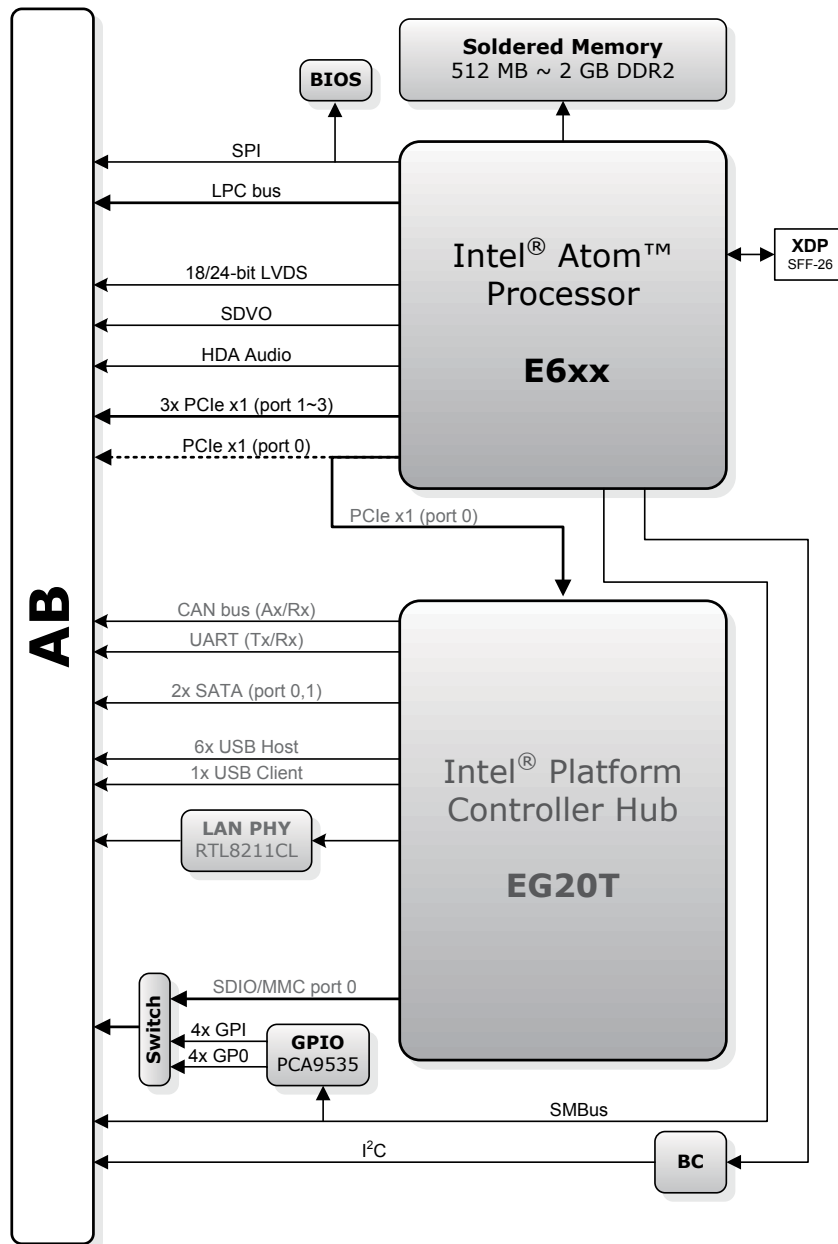 Soldered Memory
512 MB ~ 2 GB DDR2
BIOS
SPI
LPC bus
Intel® Atom™
Processor
E6xx
XDP
SFF-26
18/24-bit LVDS
SDVO
HDA Audio
3x PCIe x1 (port 1~3)
PCIe x1 (port 0)
PCIe x1 (port 0)
AB
CAN bus (Ax/Rx)
UART (Tx/Rx)
2x SATA (port 0,1)
6x USB Host
1x USB Client
Intel® Platform
Controller Hub
EG20T
LAN PHY
RTL8211CL
SDIO/MMC port 0
Switch
4x GPI
4x GP0
GPIO
PCA9535
SMBus
I²C
BC